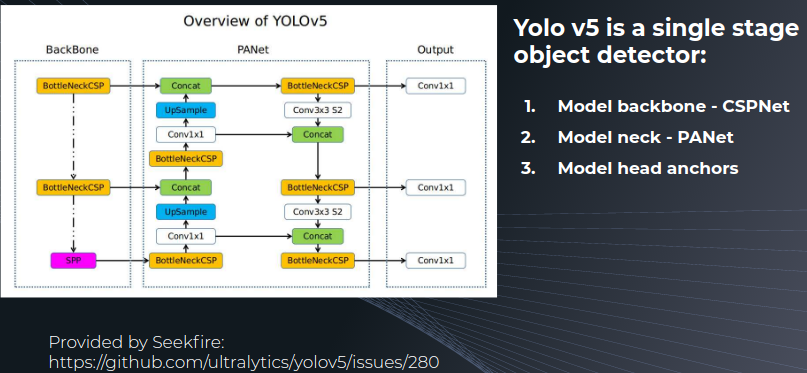 Overview of YOLOv5
BackBone
PANet
Output
BottleNeckCSP
Concat
BottleNeckCSP
Conv1x1
UpSample
Conv3x3 S2
Conv1x1
Concat
BottleNeckCSP
BottleNeckCSP
Concat
BottleNeckCSP
Conv1x1
UpSample
Conv3x3 S2
Conv1x1
Concat
SPP
BottleNeckCSP
BottleNeckCSP
Conv1x1
Yolo v5 is a single stage
object detector:
1. Model backbone - CSPNet
2. Model neck - PANet
3. Model head anchors
Provided by Seekfire:
https://github.com/ultralytics/yolov5/issues/280